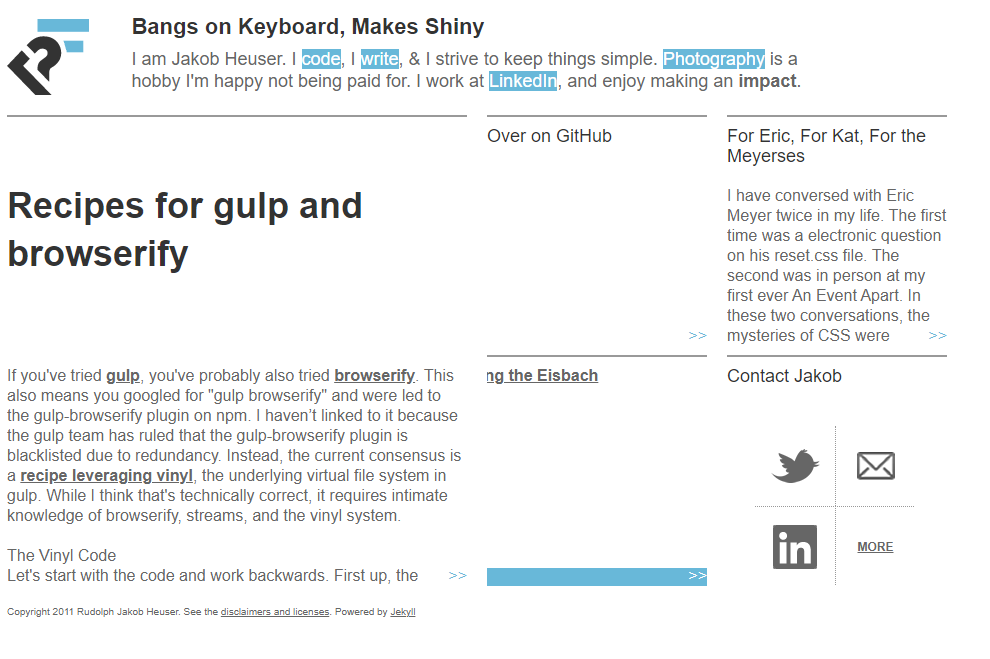 Bangs on Keyboard, Makes Shiny
I am Jakob Heuser. I code, I write, & I strive to keep things simple. Photography is a
hobby I'm happy not being paid for. I work at LinkedIn, and enjoy making an impact.
Recipes for gulp and
browserify
If you've tried gulp, you've probably also tried browserify. This
also means you googled for "gulp browserify" and were led to
the gulp-browserify plugin on npm. I haven’t linked to it because
the gulp team has ruled that the gulp-browserify plugin is
blacklisted due to redundancy. Instead, the current consensus is
a recipe leveraging vinyl, the underlying virtual file system in
gulp. While I think that's technically correct, it requires intimate
knowledge of browserify, streams, and the vinyl system.
The Vinyl Code
Let's start with the code and work backwards. First up, the >>
Over on GitHub
>>
ng the Eisbach
>>
For Eric, For Kat, For the
Meyerses
I have conversed with Eric
Meyer twice in my life. The first
time was a electronic question
on his reset.css file. The
second was in person at my
first ever An Event Apart. In
these two conversations, the
mysteries of CSS were >>
Contact Jakob
in
MORE
Copyright 2011 Rudolph Jakob Heuser. See the disclaimers and licenses. Powered by Jekyll